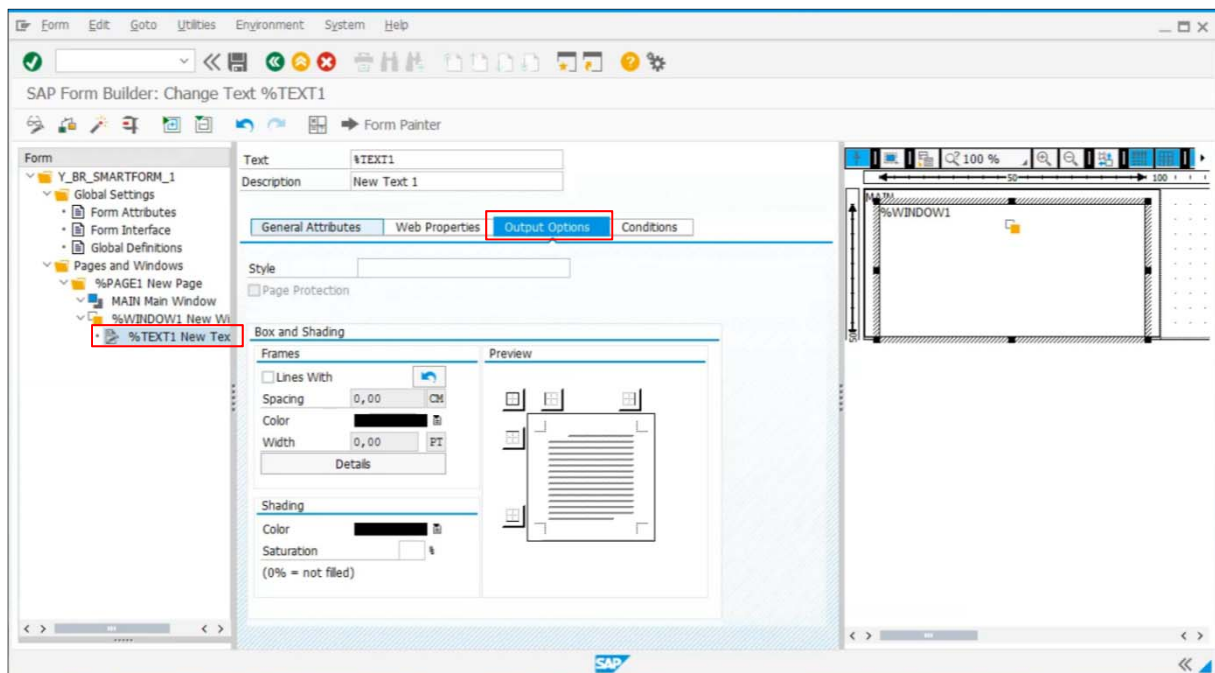 Form Edit Goto Utilities Environment System Help
SAP Form Builder: Change Text %TEXT1
Form Painter
Form
Y_BR_SMARTFORM_1
Global Settings
Form Attributes
Form Interface
Global Definitions
Pages and Windows
%PAGE1 New Page
MAIN Main Window
%WINDOW1 New Wi
%TEXT1 New Tex
Text %TEXT1
Description New Text 1
General Attributes Web Properties Output Options Conditions
Style
Page Protection
Box and Shading
Frames
Lines With
Spacing 0,00 CM
Color
Width 0,00 PT
Details
Preview
Shading
Color
Saturation %
(0% = not filled)
100 %
50 100
MAIN
%WINDOW1
50
SAP